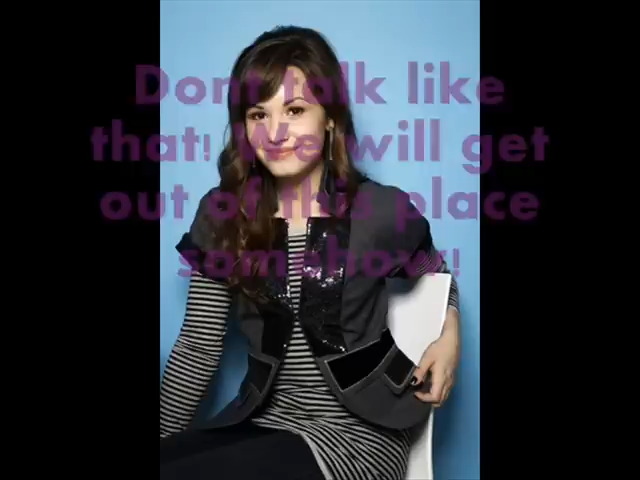 Dont talk like
that! We will get
out of this place
somehow!